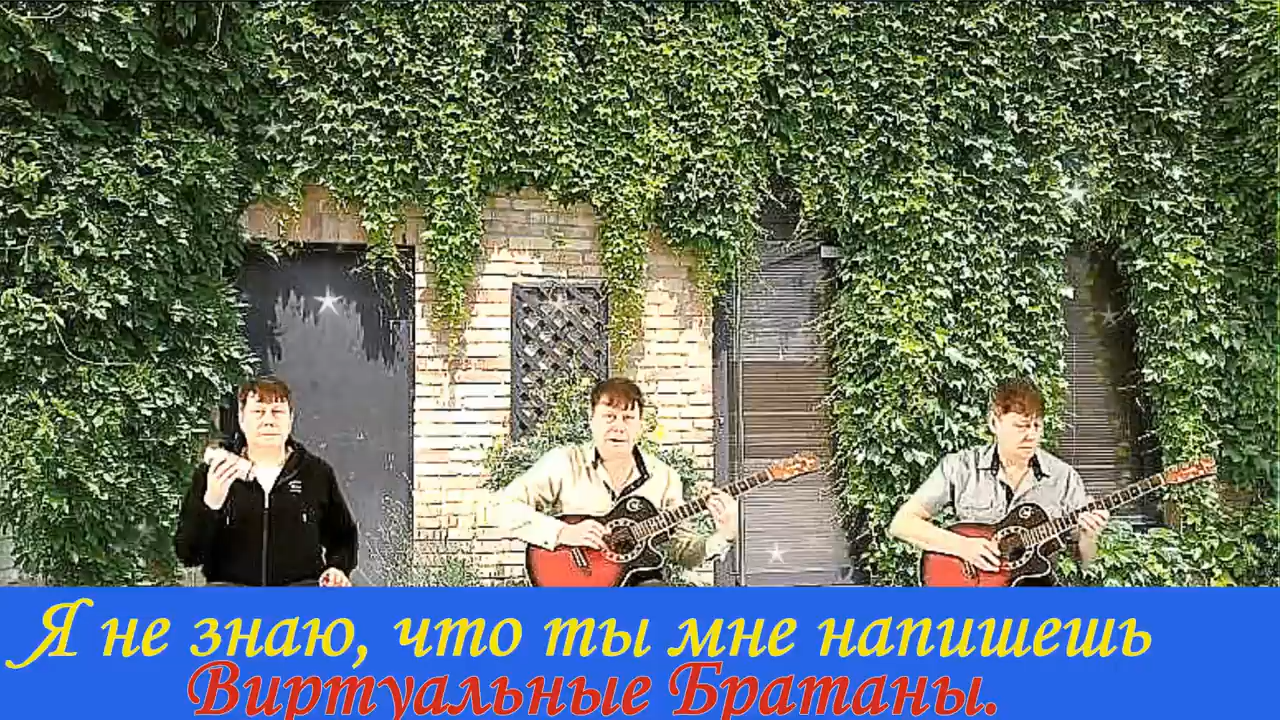 Я не знаю, что ты мне напишешь
Виртуальные Братаны.